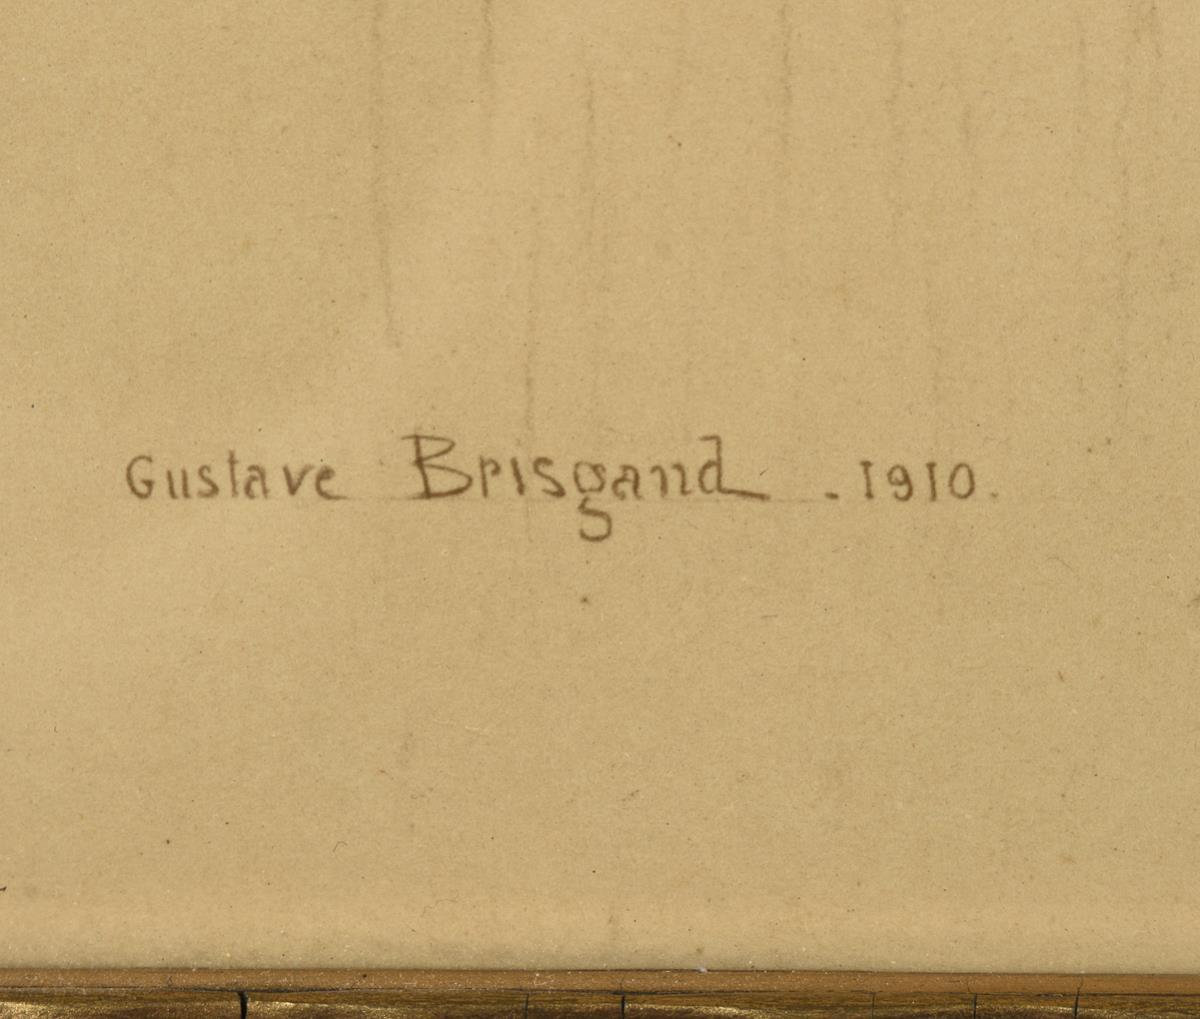 Gustave Brisgand . 1910.